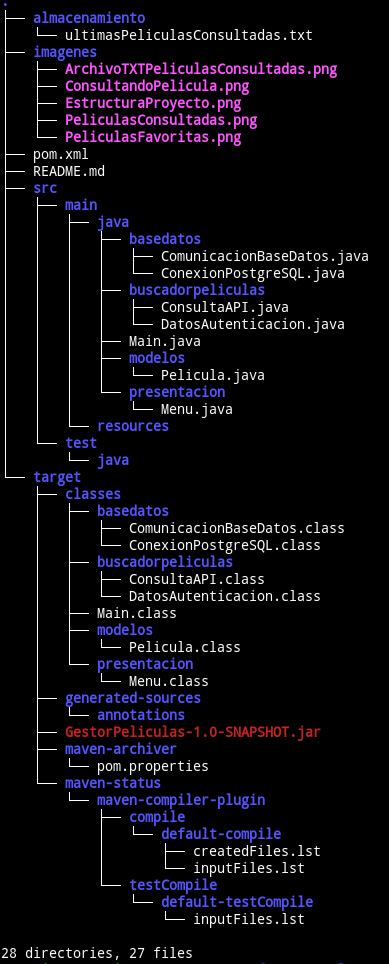 .
├── almacenamiento
│   └── ultimasPeliculasConsultadas.txt
├── imagenes
│   ├── ArchivoTXTPeliculasConsultadas.png
│   ├── ConsultandoPelicula.png
│   ├── EstructuraProyecto.png
│   ├── PeliculasConsultadas.png
│   └── PeliculasFavoritas.png
├── pom.xml
├── README.md
├── src
│   ├── main
│   │   ├── java
│   │   │   ├── basedatos
│   │   │   │   ├── ComunicacionBaseDatos.java
│   │   │   │   └── ConexionPostgreSQL.java
│   │   │   ├── buscadorpeliculas
│   │   │   │   ├── ConsultaAPI.java
│   │   │   │   └── DatosAutenticacion.java
│   │   │   ├── Main.java
│   │   │   ├── modelos
│   │   │   │   └── Pelicula.java
│   │   │   └── presentacion
│   │   │       └── Menu.java
│   │   └── resources
│   └── test
│       └── java
└── target
    ├── classes
    │   ├── basedatos
    │   │   ├── ComunicacionBaseDatos.class
    │   │   └── ConexionPostgreSQL.class
    │   ├── buscadorpeliculas
    │   │   ├── ConsultaAPI.class
    │   │   └── DatosAutenticacion.class
    │   ├── Main.class
    │   ├── modelos
    │   │   └── Pelicula.class
    │   └── presentacion
    │       └── Menu.class
    ├── generated-sources
    │   └── annotations
    ├── GestorPeliculas-1.0-SNAPSHOT.jar
    ├── maven-archiver
    │   └── pom.properties
    └── maven-status
        └── maven-compiler-plugin
            ├── compile
            │   └── default-compile
            │       ├── createdFiles.lst
            │       └── inputFiles.lst
            └── testCompile
                └── default-testCompile
                    └── inputFiles.lst

28 directories, 27 files